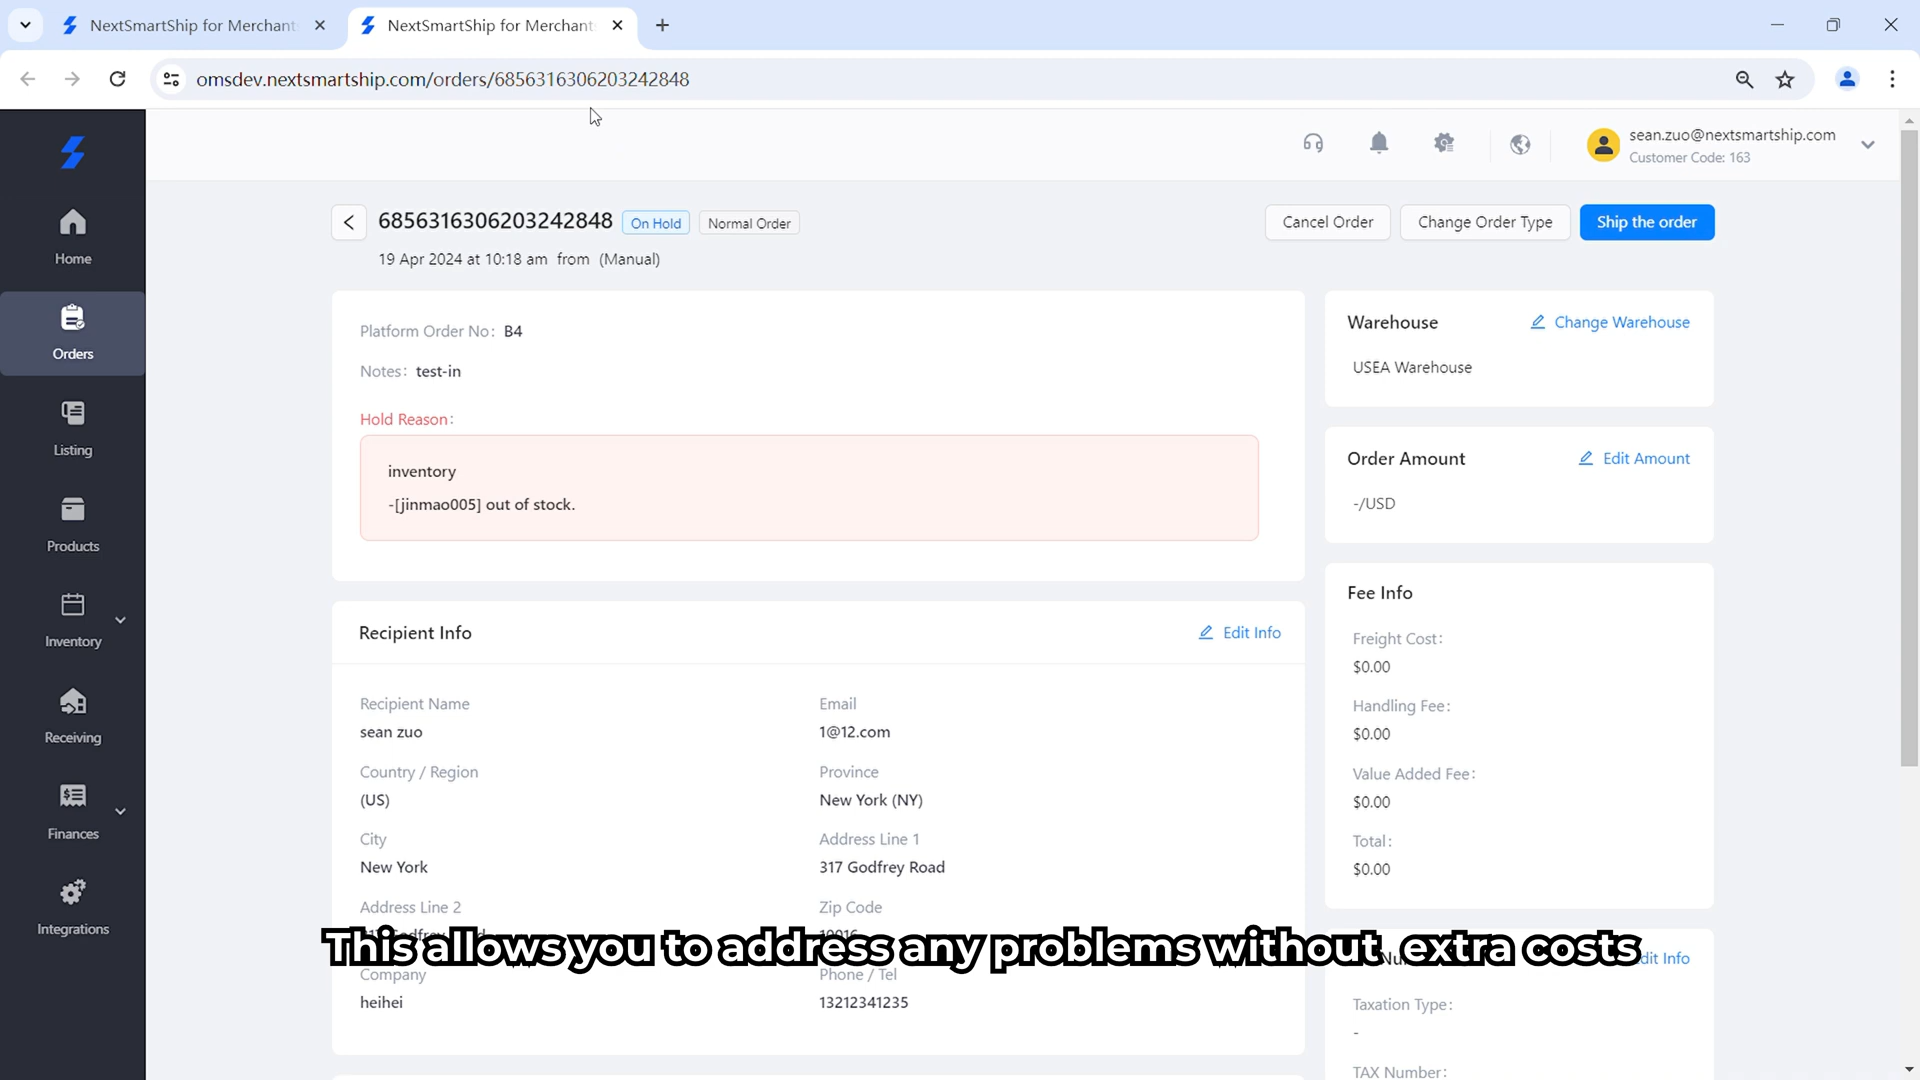 NextSmartShip for Merchant
NextSmartShip for Merchant
omsdev.nextsmartship.com/orders/6856316306203242848
sean.zuo@nextsmartship.com
Customer Code: 163
Home
Orders
Listing
Products
Inventory
Receiving
Finances
Integrations
6856316306203242848 On Hold Normal Order
19 Apr 2024 at 10:18 am from (Manual)
Cancel Order Change Order Type Ship the order
Platform Order No: B4
Notes: test-in
Hold Reason:
inventory
-[jinmao005] out of stock.
Recipient Info Edit Info
Recipient Name
sean zuo
Email
1@12.com
Country / Region
(US)
Province
New York (NY)
City
New York
Address Line 1
317 Godfrey Road
Address Line 2
Zip Code
10016
Company
heihei
Phone / Tel
13212341235
Warehouse Change Warehouse
USEA Warehouse
Order Amount Edit Amount
-/USD
Fee Info
Freight Cost:
$0.00
Handling Fee:
$0.00
Value Added Fee:
$0.00
Total:
$0.00
Edit Info
Taxation Type:
-
TAX Number:
This allows you to address any problems without extra costs